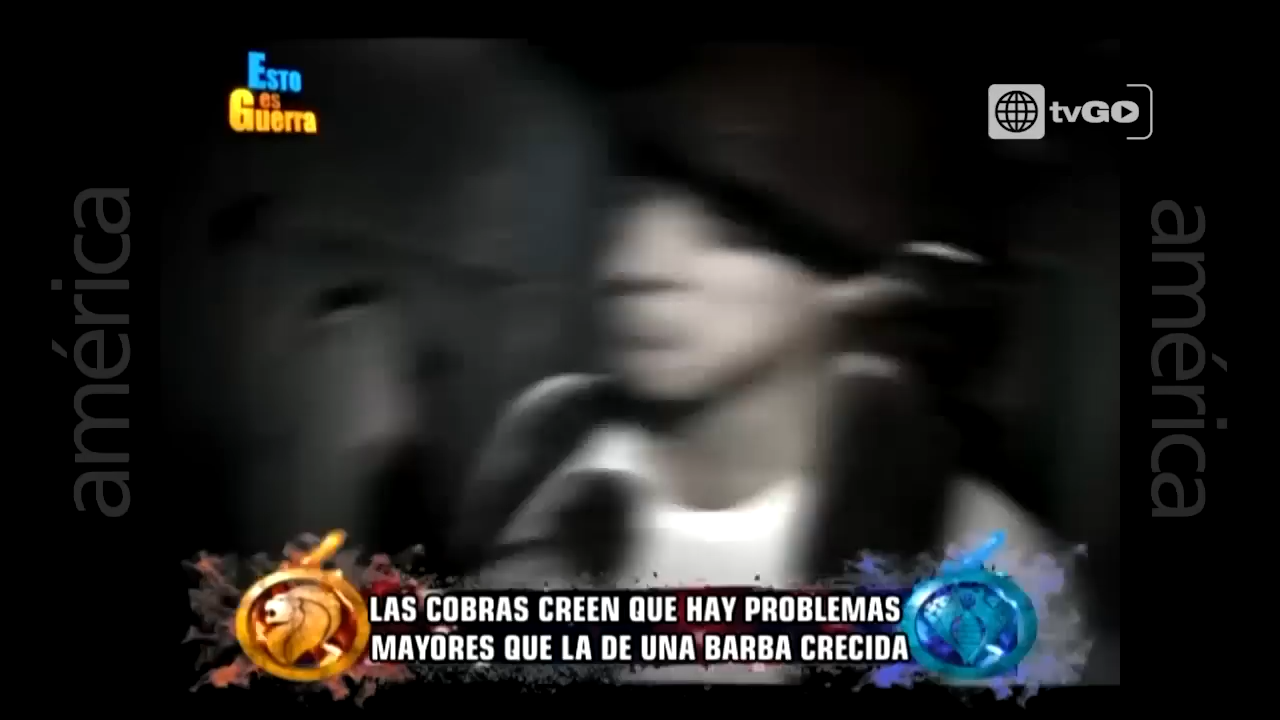 ESTO
es
GUERRA
tvGO
américa
américa
LAS COBRAS CREEN QUE HAY PROBLEMAS
MAYORES QUE LA DE UNA BARBA CRECIDA